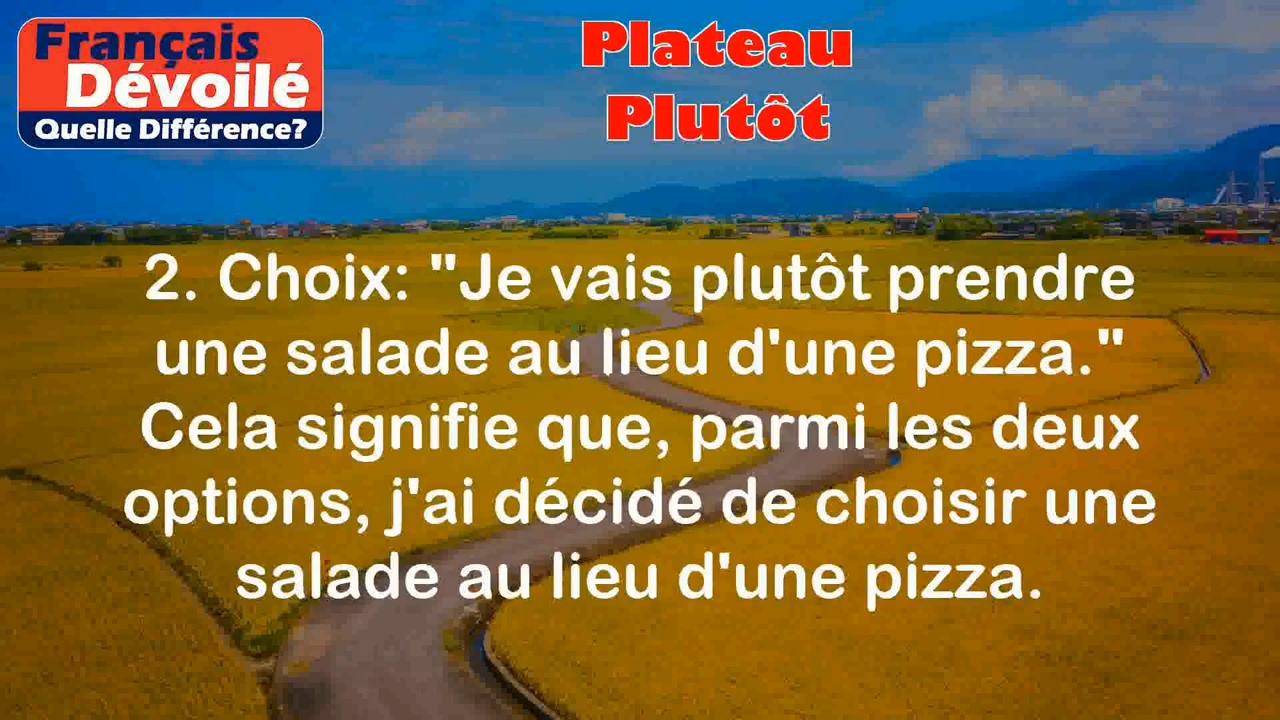 Français
Dévoilé
Quelle Différence?
Plateau
Plutôt
2. Choix: "Je vais plutôt prendre
une salade au lieu d'une pizza."
Cela signifie que, parmi les deux
options, j'ai décidé de choisir une
salade au lieu d'une pizza.